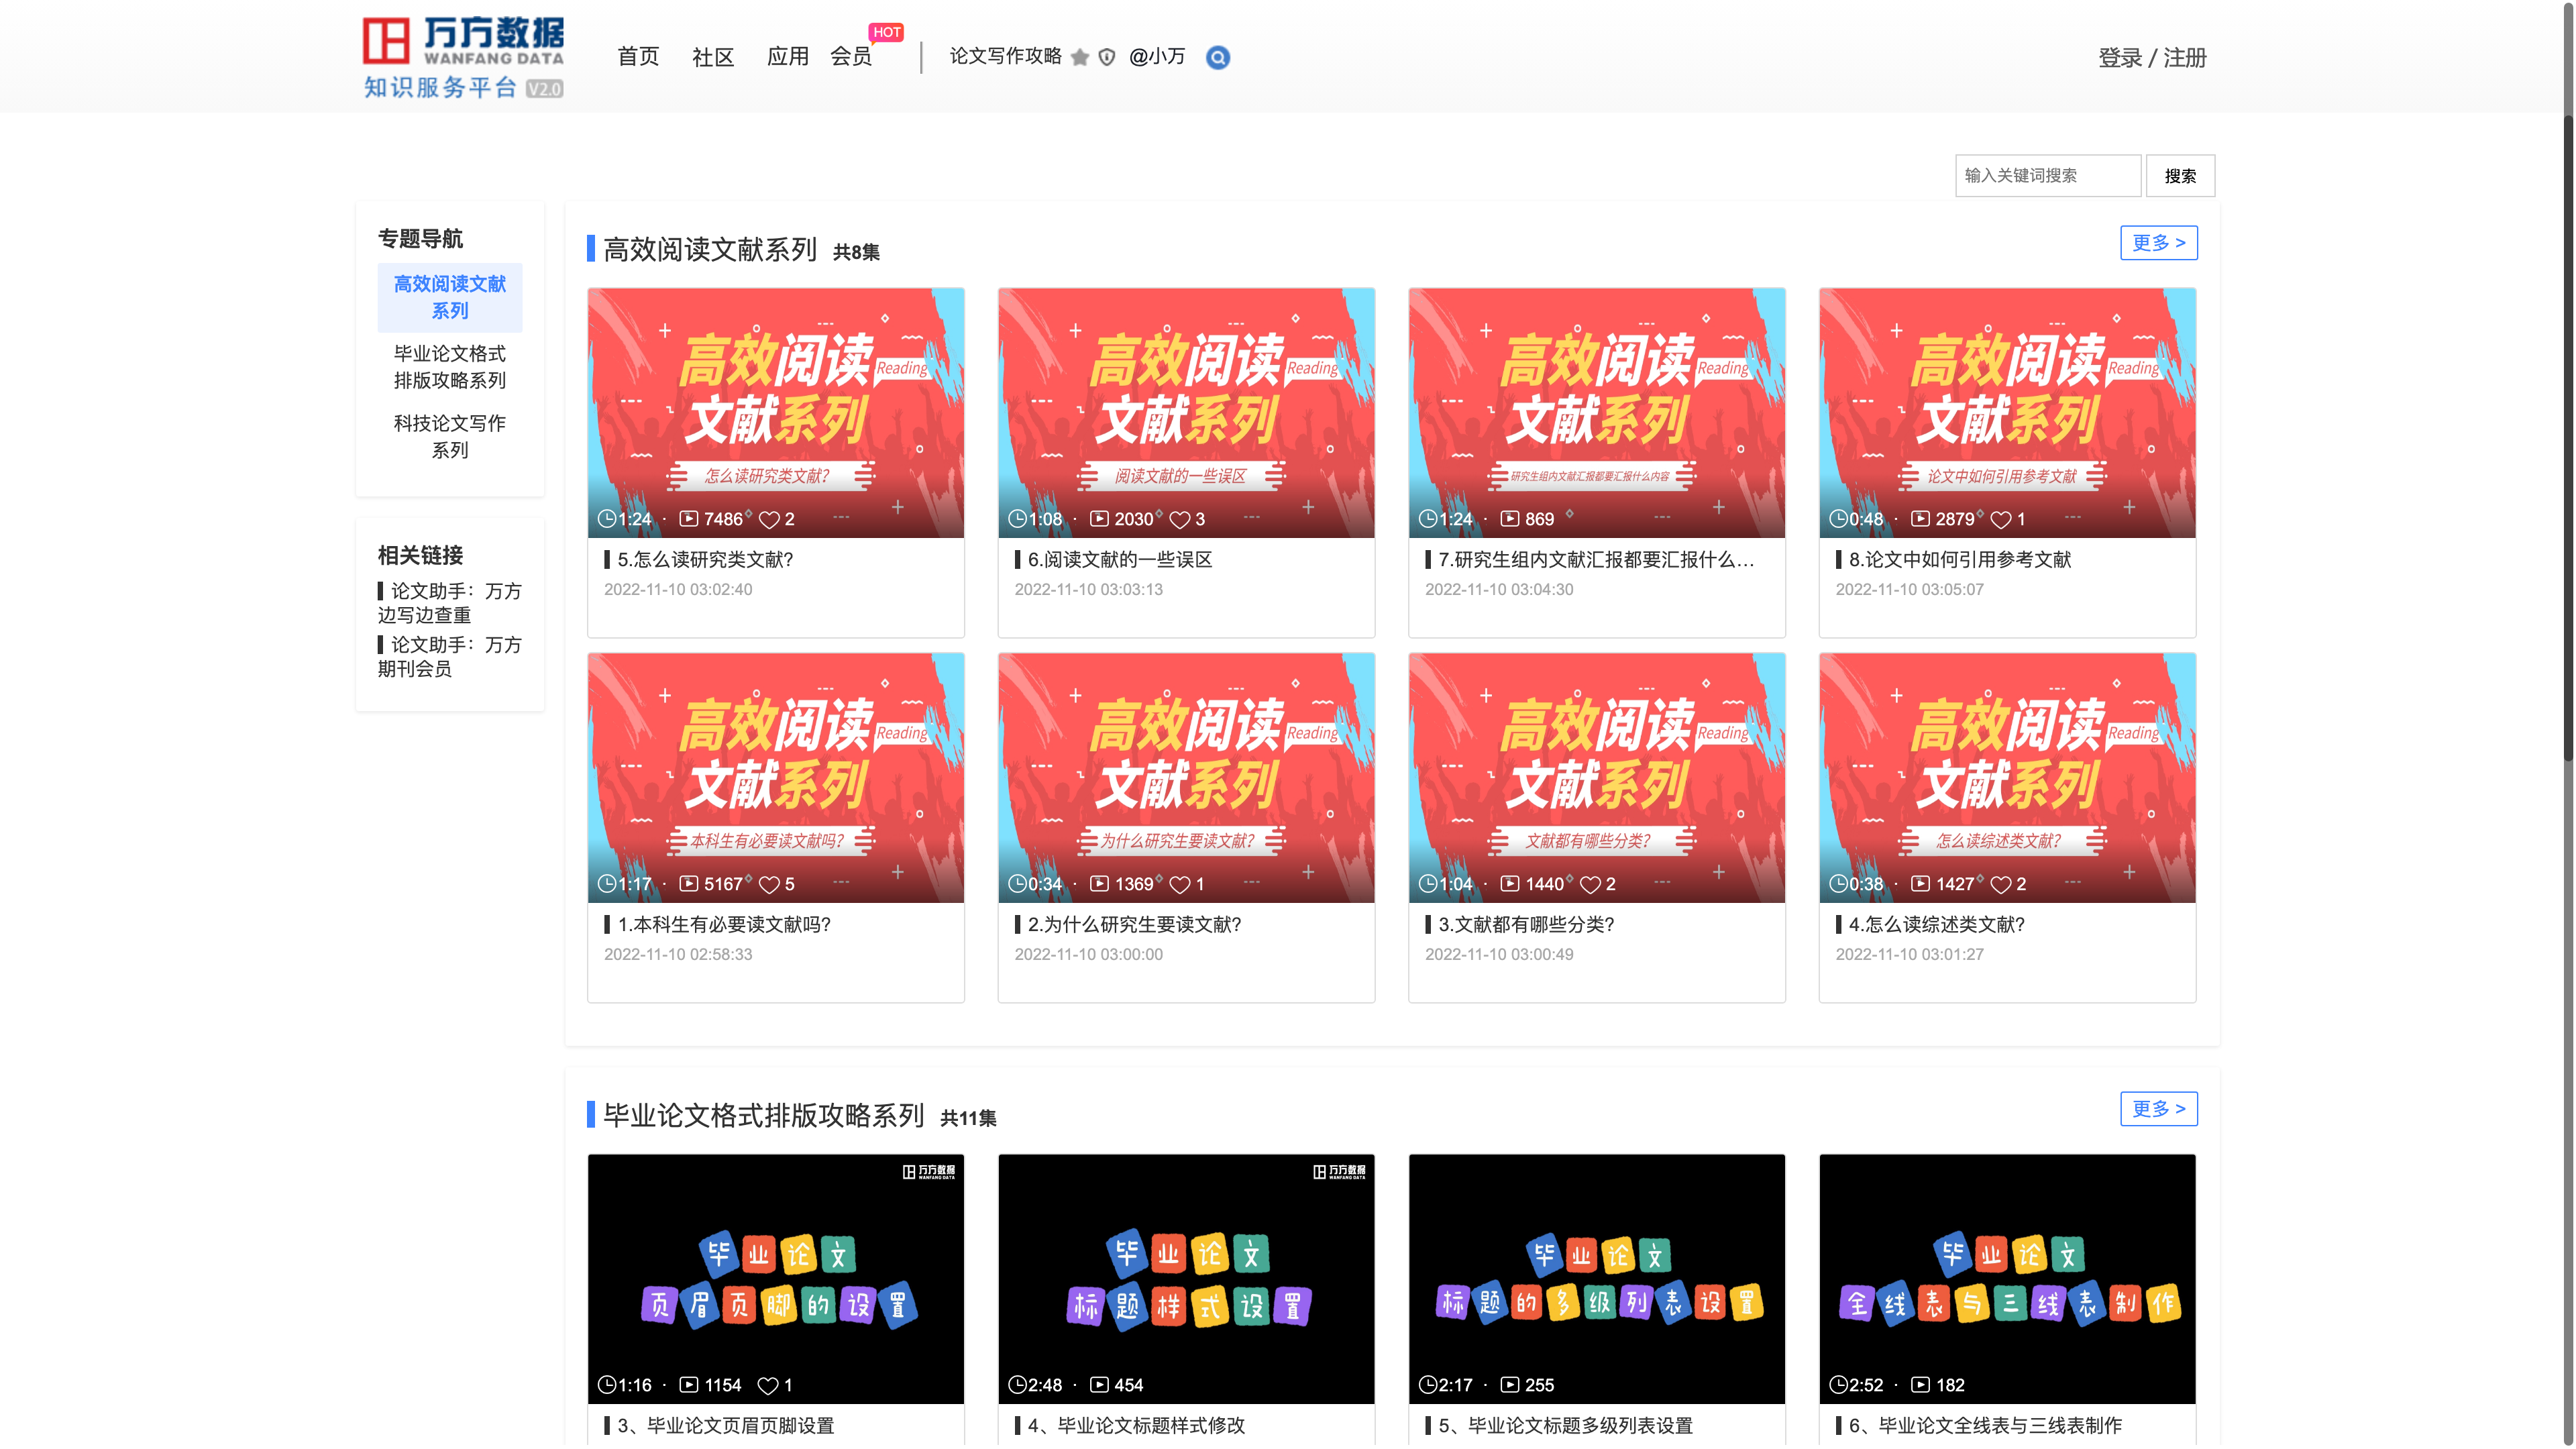 万方数据
WANFANG DATA
知识服务平台 V2.0
首页 社区 应用 会员 HOT 论文写作攻略 @小万
登录 / 注册
输入关键词搜索 搜索
专题导航
高效阅读文献
系列
毕业论文格式
排版攻略系列
科技论文写作
系列
相关链接
论文助手：万方
边写边查重
论文助手：万方
期刊会员
高效阅读文献系列 共8集
更多 >
高效阅读
Reading
文献系列
怎么读研究类文献？
1:24 · 7486 2
5.怎么读研究类文献?
2022-11-10 03:02:40
高效阅读
Reading
文献系列
阅读文献的一些误区
1:08 · 2030 3
6.阅读文献的一些误区
2022-11-10 03:03:13
高效阅读
Reading
文献系列
研究生组内文献汇报都要汇报什么内容
1:24 · 869
7.研究生组内文献汇报都要汇报什么…
2022-11-10 03:04:30
高效阅读
Reading
文献系列
论文中如何引用参考文献
0:48 · 2879 1
8.论文中如何引用参考文献
2022-11-10 03:05:07
高效阅读
Reading
文献系列
本科生有必要读文献吗？
1:17 · 5167 5
1.本科生有必要读文献吗?
2022-11-10 02:58:33
高效阅读
Reading
文献系列
为什么研究生要读文献？
0:34 · 1369 1
2.为什么研究生要读文献?
2022-11-10 03:00:00
高效阅读
Reading
文献系列
文献都有哪些分类？
1:04 · 1440 2
3.文献都有哪些分类?
2022-11-10 03:00:49
高效阅读
Reading
文献系列
怎么读综述类文献？
0:38 · 1427 2
4.怎么读综述类文献?
2022-11-10 03:01:27
毕业论文格式排版攻略系列 共11集
更多 >
万方数据
WANFANG DATA
毕业论文
页眉页脚的设置
1:16 · 1154 1
3、毕业论文页眉页脚设置
万方数据
WANFANG DATA
毕业论文
标题样式设置
2:48 · 454
4、毕业论文标题样式修改
毕业论文
标题的多级列表设置
2:17 · 255
5、毕业论文标题多级列表设置
毕业论文
全线表与三线表制作
2:52 · 182
6、毕业论文全线表与三线表制作